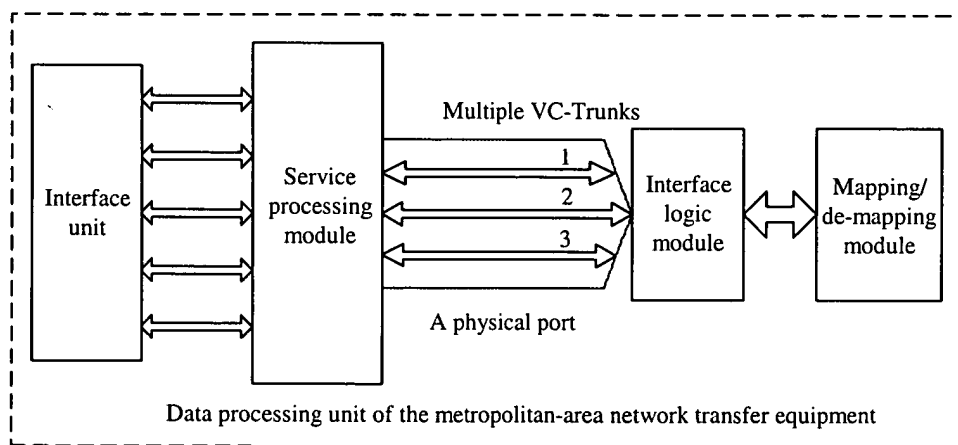 Interface
unit
Service
processing
module
Multiple VC-Trunks
1
2
3
A physical port
Interface
logic
module
Mapping/
de-mapping
module
Data processing unit of the metropolitan-area network transfer equipment